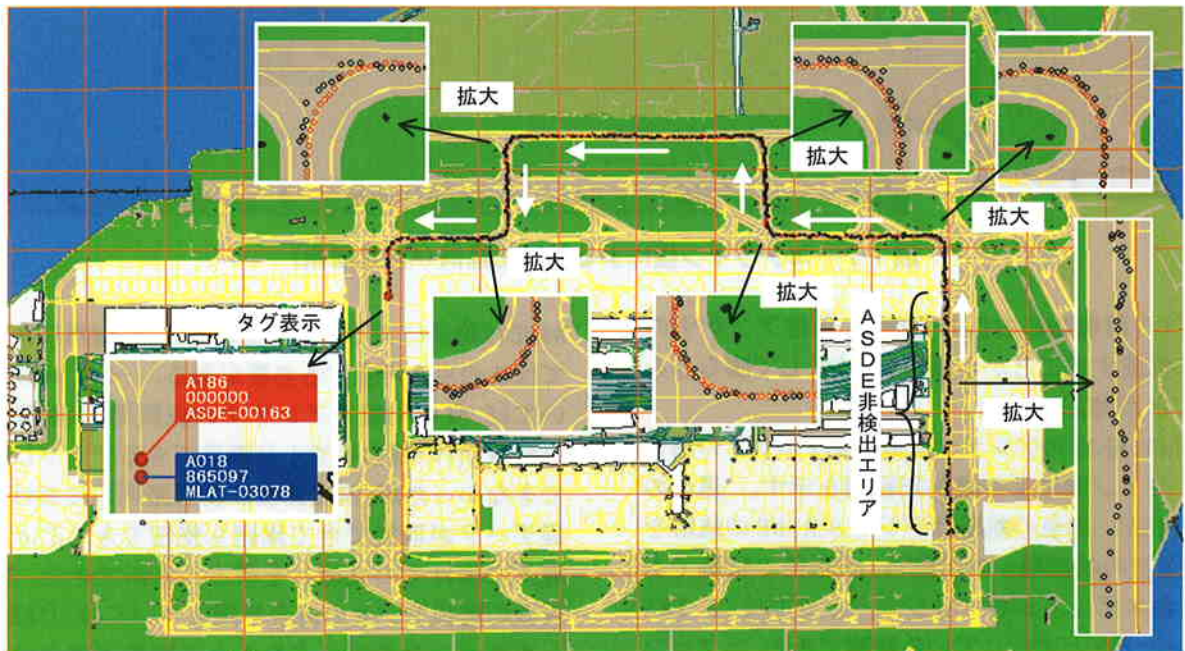 拡大
拡大
拡大
拡大
拡大
タグ表示
A186
000000
ASDE-00163
A018
865097
MLAT-03078
ASDE非検出エリア
拡大